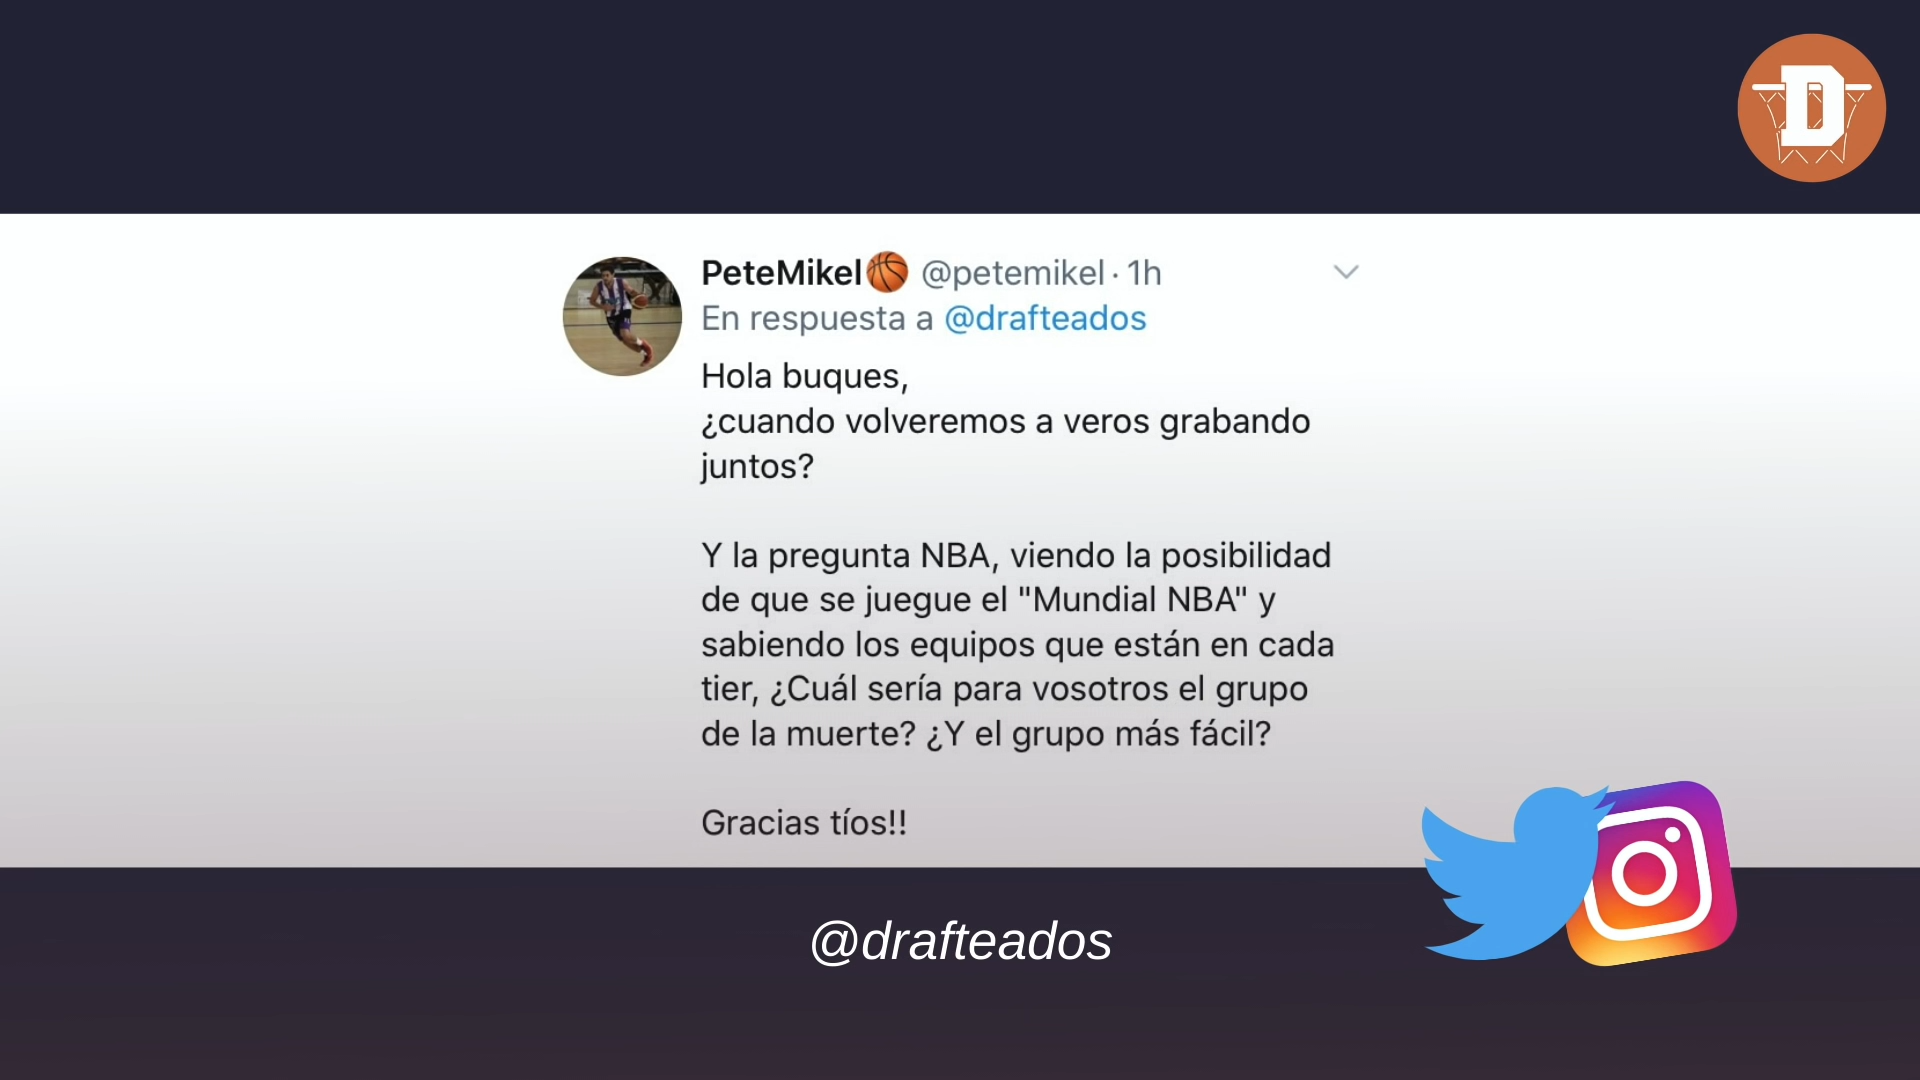 D
PeteMikel🏀 @petemikel · 1h
En respuesta a @drafteados
Hola buques,
¿cuando volveremos a veros grabando
juntos?
Y la pregunta NBA, viendo la posibilidad
de que se juegue el "Mundial NBA" y
sabiendo los equipos que están en cada
tier, ¿Cuál sería para vosotros el grupo
de la muerte? ¿Y el grupo más fácil?
Gracias tíos!!
@drafteados